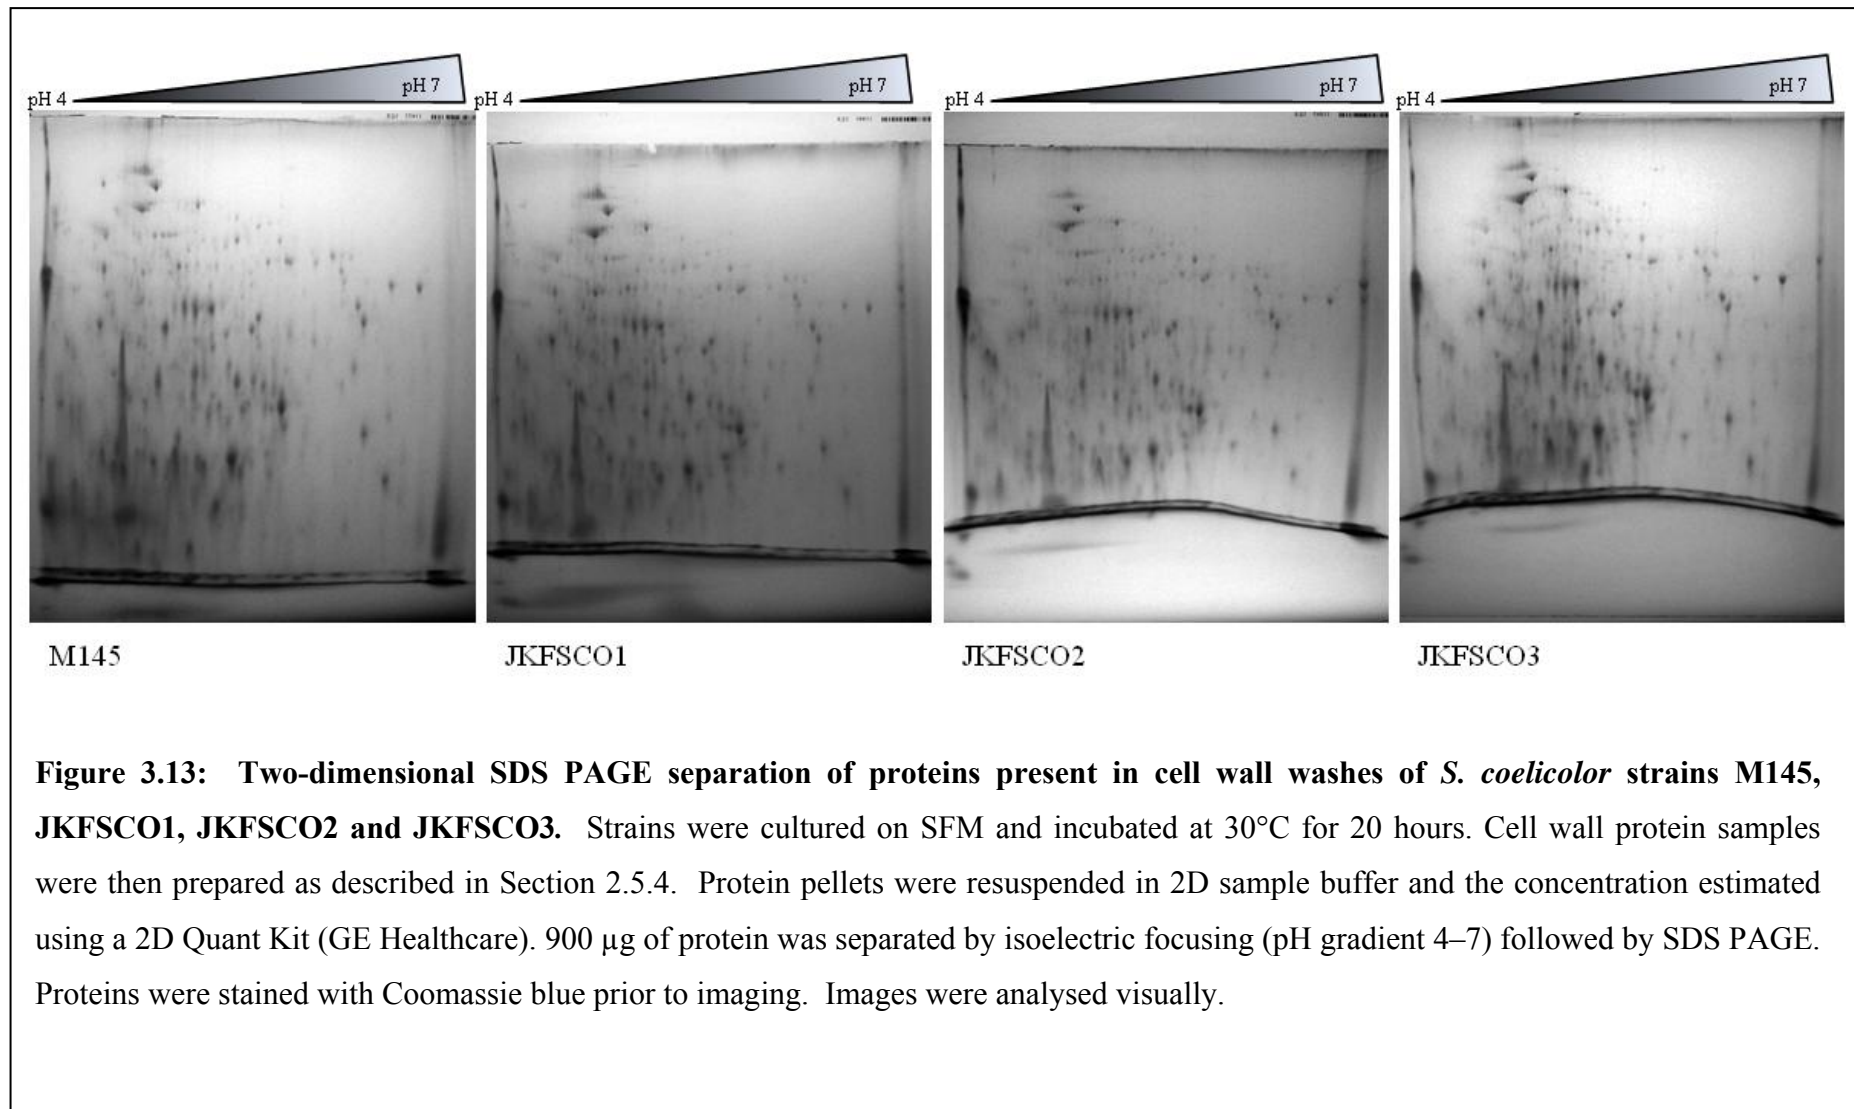 pH 4 pH 7 pH 4 pH 7 pH 4 pH 7 pH 4 pH 7
M145 JKFSCO1 JKFSCO2 JKFSCO3
Figure 3.13: Two-dimensional SDS PAGE separation of proteins present in cell wall washes of S. coelicolor strains M145,
JKFSCO1, JKFSCO2 and JKFSCO3. Strains were cultured on SFM and incubated at 30°C for 20 hours. Cell wall protein samples
were then prepared as described in Section 2.5.4. Protein pellets were resuspended in 2D sample buffer and the concentration estimated
using a 2D Quant Kit (GE Healthcare). 900 µg of protein was separated by isoelectric focusing (pH gradient 4–7) followed by SDS PAGE.
Proteins were stained with Coomassie blue prior to imaging. Images were analysed visually.